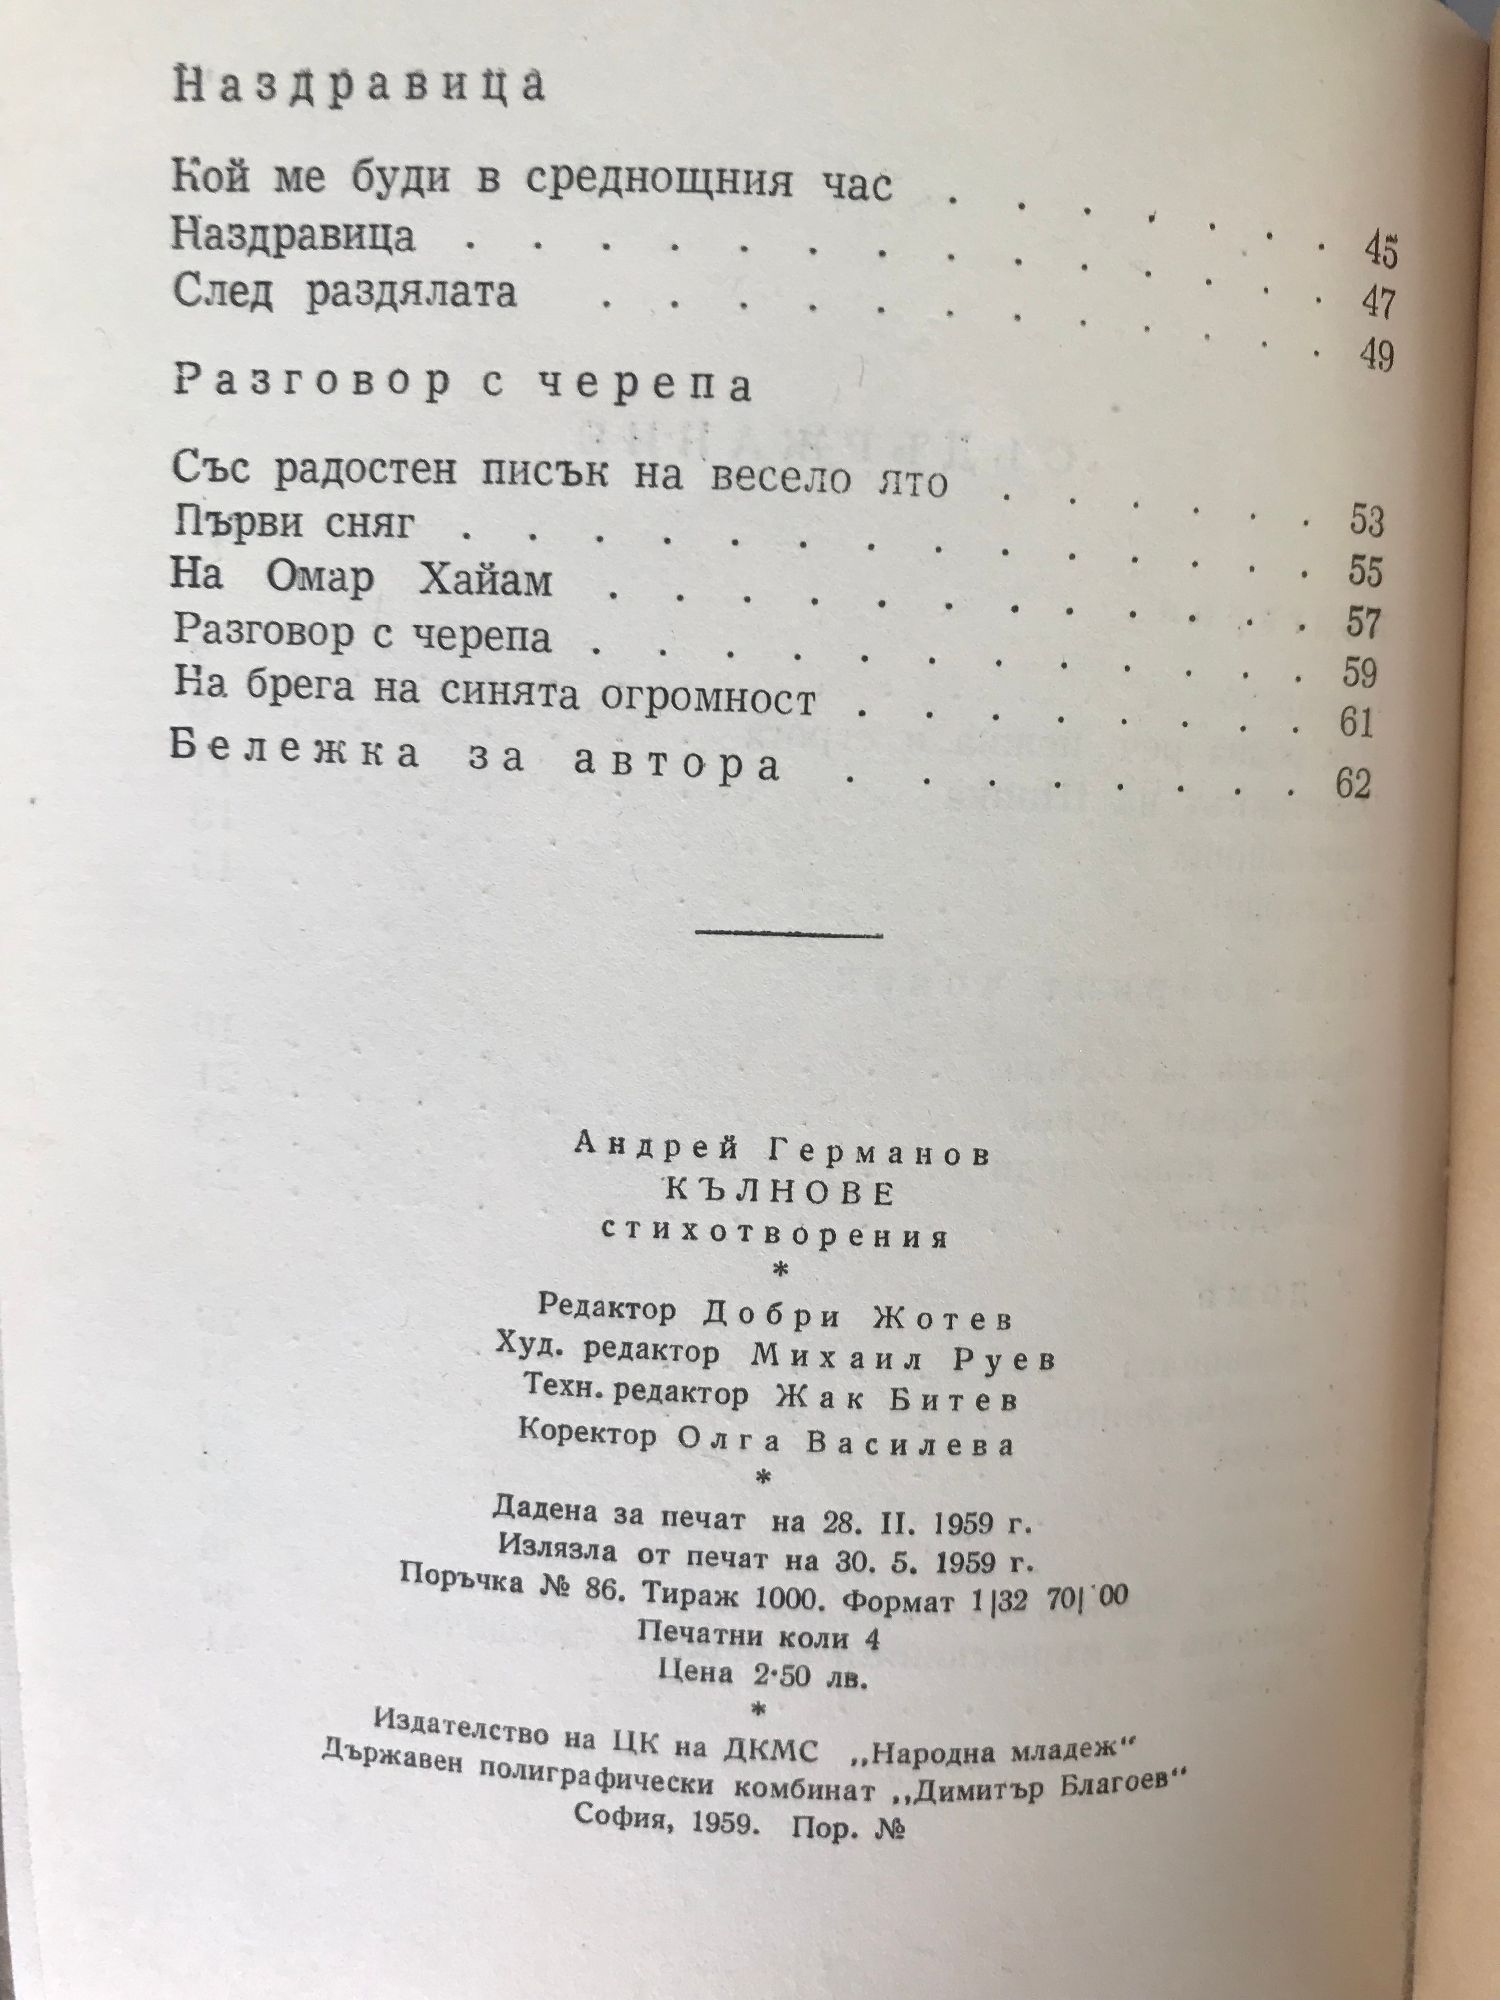 Наздравица
Кой ме буди в среднощния час . . . . . . . 45
Наздравица . . . . . . . . . . . . . 47
След раздялата . . . . . . . . . . . 49
Разговор с черепа
Със радостен писък на весело ято . . . . . . 53
Първи сняг . . . . . . . . . . . . . 55
На Омар Хайам . . . . . . . . . . . 57
Разговор с черепа . . . . . . . . . . . 59
На брега на синята огромност . . . . . . . 61
Бележка за автора . . . . . . . . 62
Андрей Германов
КЪЛНОВЕ
стихотворения
*
Редактор Добри Жотев
Худ. редактор Михаил Руев
Техн. редактор Жак Битев
Коректор Олга Василева
*
Дадена за печат на 28. II. 1959 г.
Излязла от печат на 30. 5. 1959 г.
Поръчка № 86. Тираж 1000. Формат 1|32 70|
Печатни коли 4
Цена 2·50 лв.
*
Издателство на ЦК на ДКМС „Народна младеж“
Държавен полиграфически комбинат „Димитър Благоев“
София, 1959. Пор. №